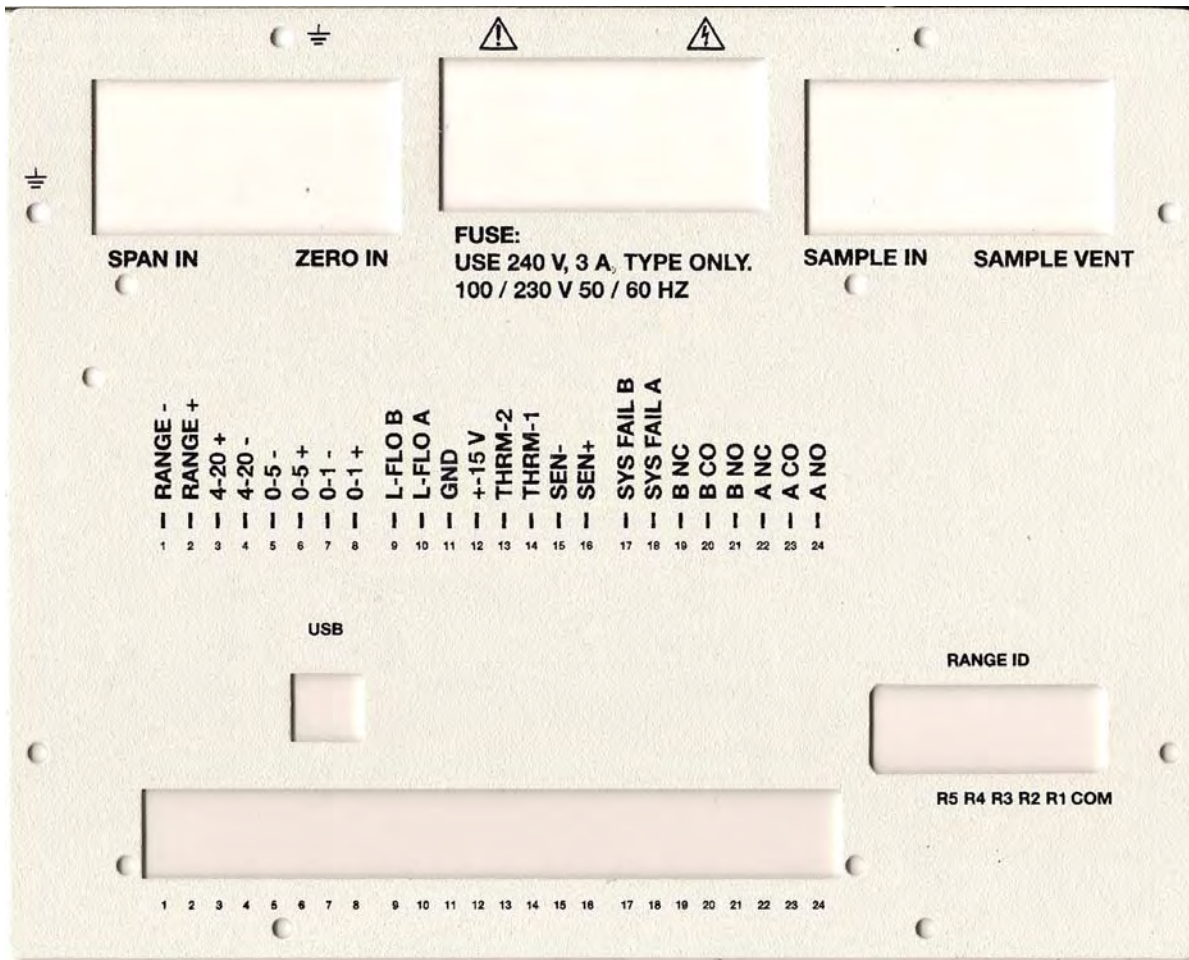 SPAN IN
ZERO IN
FUSE:
USE 240 V, 3 A, TYPE ONLY.
100 / 230 V 50 / 60 HZ
SAMPLE IN
SAMPLE VENT
RANGE -
RANGE +
4-20 +
4-20 -
0-5 -
0-5 +
0-1 -
0-1 +
L-FLO B
L-FLO A
GND
+-15 V
THRM-2
THRM-1
SEN-
SEN+
SYS FAIL B
SYS FAIL A
B NC
B CO
B NO
A NC
A CO
A NO
1 2 3 4 5 6 7 8 9 10 11 12 13 14 15 16 17 18 19 20 21 22 23 24
USB
RANGE ID
R5 R4 R3 R2 R1 COM
1 2 3 4 5 6 7 8 9 10 11 12 13 14 15 16 17 18 19 20 21 22 23 24